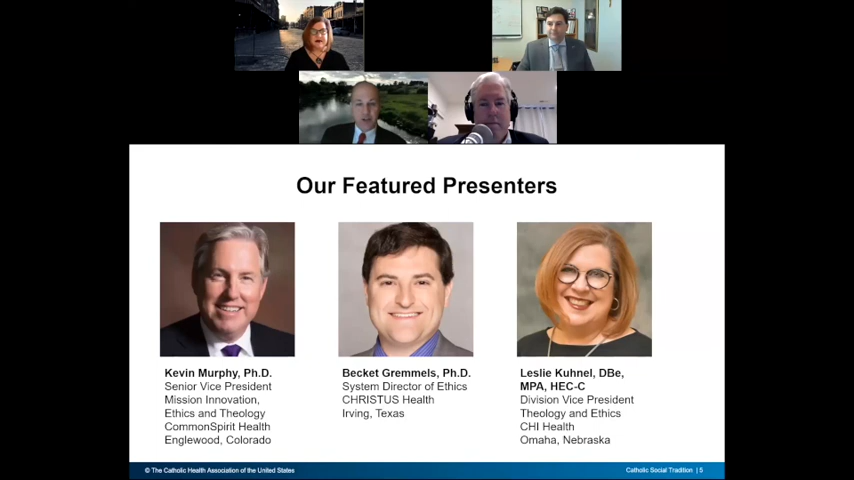 Our Featured Presenters
Kevin Murphy, Ph.D.
Senior Vice President
Mission Innovation,
Ethics and Theology
CommonSpirit Health
Englewood, Colorado
Becket Gremmels, Ph.D.
System Director of Ethics
CHRISTUS Health
Irving, Texas
Leslie Kuhnel, DBe,
MPA, HEC-C
Division Vice President
Theology and Ethics
CHI Health
Omaha, Nebraska
© The Catholic Health Association of the United States
Catholic Social Tradition | 5